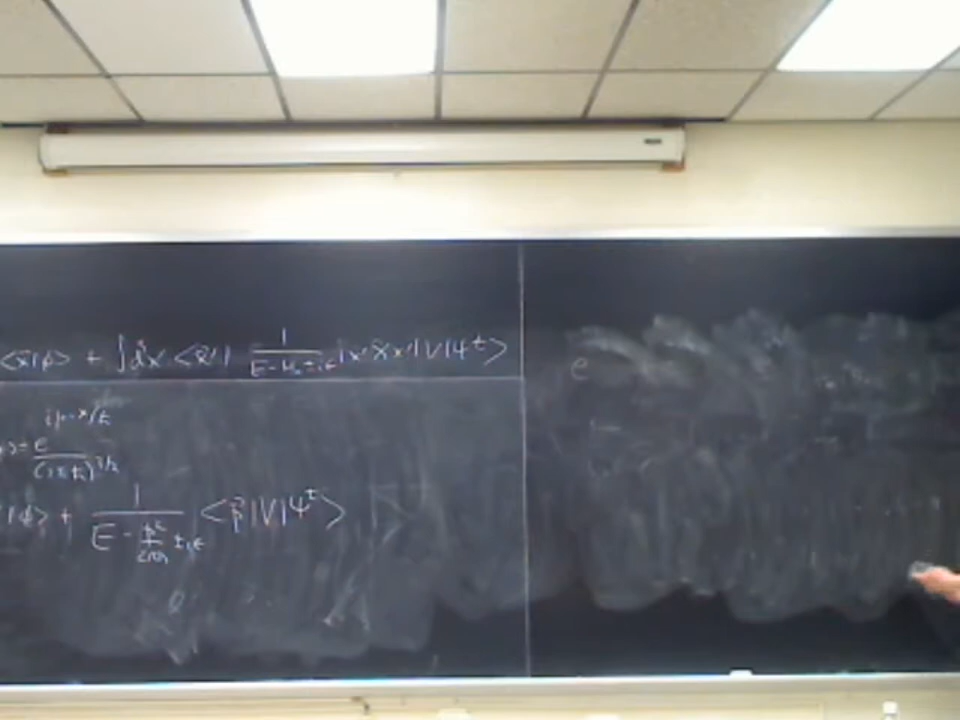 <x|φ> + ∫d³x' <x'| 1/(E - H₀ ± iε) |x'><x'|V|ψ^±>
e^{ip·x/ħ}/(2πħ)^{3/2}
|φ> + 1/(E - p²/2m ± iε) <p⃗|V|ψ^±>
e